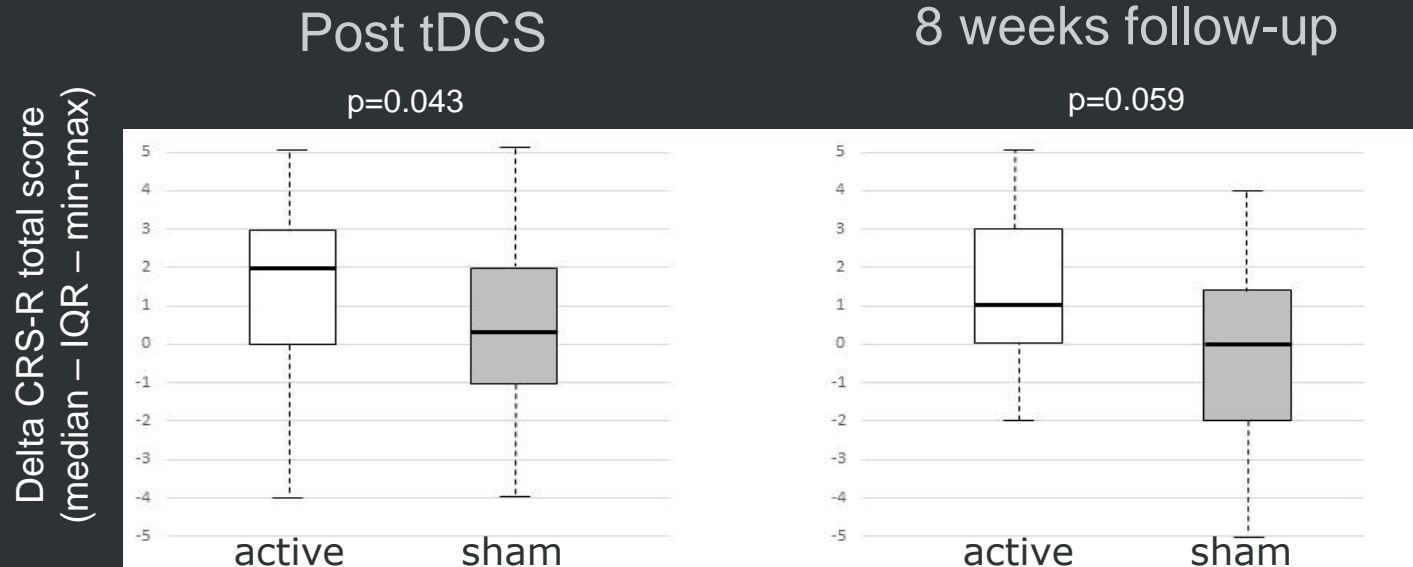 Post tDCS
8 weeks follow-up
p=0.043
p=0.059
Delta CRS-R total score
(median – IQR – min-max)
5
4
3
2
1
0
-1
-2
-3
-4
-5
active sham
5
4
3
2
1
0
-1
-2
-3
-4
-5
active sham